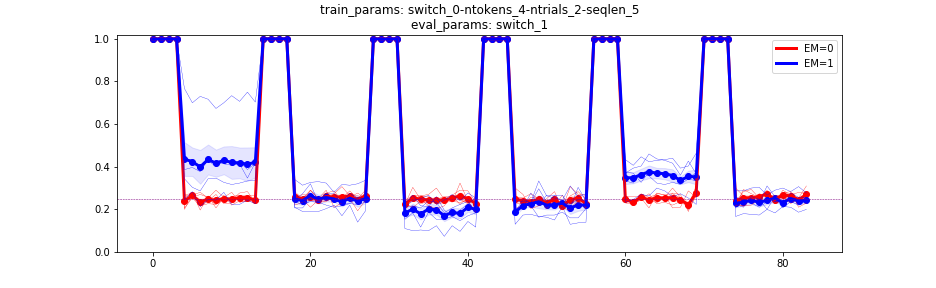 train_params: switch_0-ntokens_4-ntrials_2-seqlen_5
eval_params: switch_1
1.0
0.8
0.6
0.4
0.2
0.0
0 20 40 60 80
EM=0
EM=1